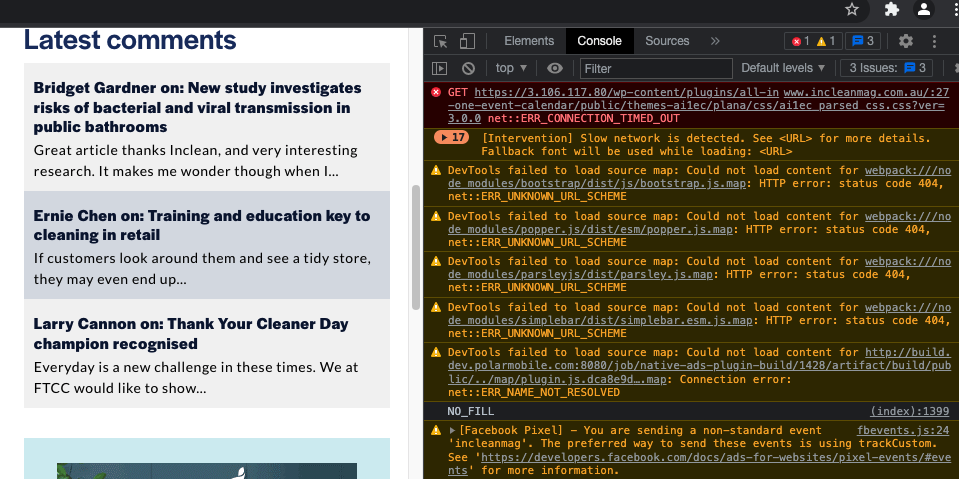 Latest comments
Bridget Gardner on: New study investigates
risks of bacterial and viral transmission in
public bathrooms
Great article thanks Inclean, and very interesting
research. It makes me wonder though when I...
Ernie Chen on: Training and education key to
cleaning in retail
If customers look around them and see a tidy store,
they may even end up...
Larry Cannon on: Thank Your Cleaner Day
champion recognised
Everyday is a new challenge in these times. We at
FTCC would like to show...
Elements Console Sources » 1 1 3
top ▼ Filter Default levels ▼ 3 Issues: 3
GET https://3.106.117.80/wp-content/plugins/all-in www.incleanmag.com.au/:27
-one-event-calendar/public/themes-ai1ec/plana/css/ai1ec_parsed_css.css?ver=
3.0.0 net::ERR_CONNECTION_TIMED_OUT
17 [Intervention] Slow network is detected. See <URL> for more details.
Fallback font will be used while loading: <URL>
DevTools failed to load source map: Could not load content for webpack:///no
de_modules/bootstrap/dist/js/bootstrap.js.map: HTTP error: status code 404,
net::ERR_UNKNOWN_URL_SCHEME
DevTools failed to load source map: Could not load content for webpack:///no
de_modules/popper.js/dist/esm/popper.js.map: HTTP error: status code 404,
net::ERR_UNKNOWN_URL_SCHEME
DevTools failed to load source map: Could not load content for webpack:///no
de_modules/parsleyjs/dist/parsley.js.map: HTTP error: status code 404,
net::ERR_UNKNOWN_URL_SCHEME
DevTools failed to load source map: Could not load content for webpack:///no
de_modules/simplebar/dist/simplebar.esm.js.map: HTTP error: status code 404,
net::ERR_UNKNOWN_URL_SCHEME
DevTools failed to load source map: Could not load content for http://build.
dev.polarmobile.com:8080/job/native-ads-plugin-build/1428/artifact/build/pub
lic/../map/plugin.js.dca8e9d….map: Connection error:
net::ERR_NAME_NOT_RESOLVED
NO_FILL (index):1399
[Facebook Pixel] – You are sending a non-standard event fbevents.js:24
'incleanmag'. The preferred way to send these events is using trackCustom.
See 'https://developers.facebook.com/docs/ads-for-websites/pixel-events/#eve
nts' for more information.